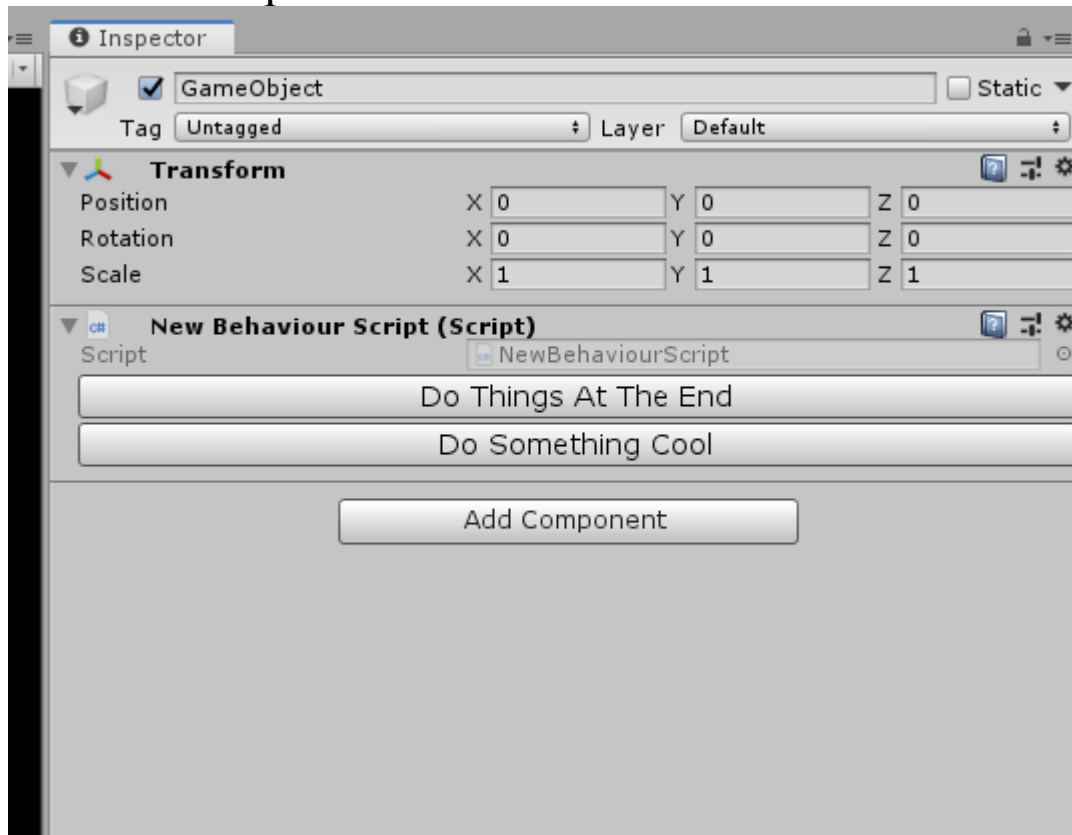 Inspector
GameObject Static
Tag Untagged Layer Default
Transform
Position X 0 Y 0 Z 0
Rotation X 0 Y 0 Z 0
Scale X 1 Y 1 Z 1
C# New Behaviour Script (Script)
Script NewBehaviourScript
Do Things At The End
Do Something Cool
Add Component